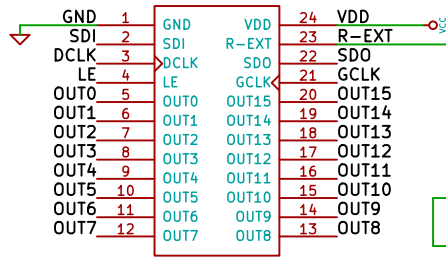 GND 1 GND VDD 24 VDD VCC
SDI 2 SDI R-EXT 23 R-EXT
DCLK 3 DCLK SDO 22 SDO
LE 4 LE GCLK 21 GCLK
OUT0 5 OUT0 OUT15 20 OUT15
OUT1 6 OUT1 OUT14 19 OUT14
OUT2 7 OUT2 OUT13 18 OUT13
OUT3 8 OUT3 OUT12 17 OUT12
OUT4 9 OUT4 OUT11 16 OUT11
OUT5 10 OUT5 OUT10 15 OUT10
OUT6 11 OUT6 OUT9 14 OUT9
OUT7 12 OUT7 OUT8 13 OUT8